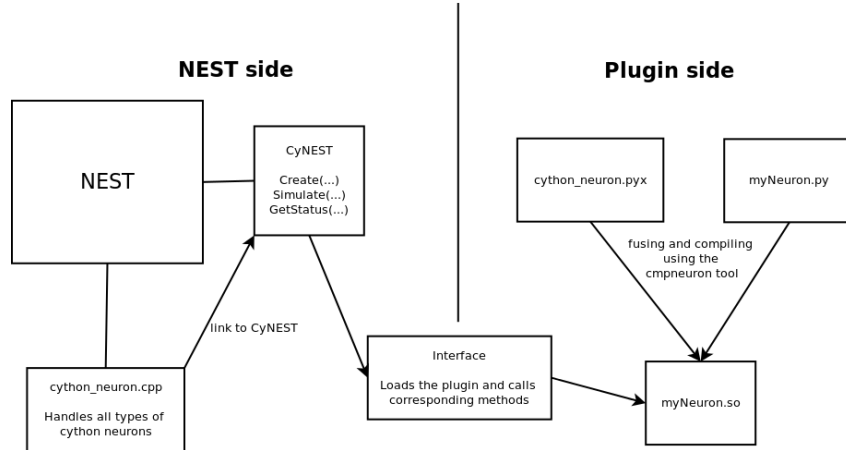 NEST side
Plugin side
NEST
CyNEST
Create(...)
Simulate(...)
GetStatus(...)
cython_neuron.pyx
myNeuron.py
fusing and compiling
using the
cmpneuron tool
link to CyNEST
Interface
Loads the plugin and calls
corresponding methods
cython_neuron.cpp
Handles all types of
cython neurons
myNeuron.so